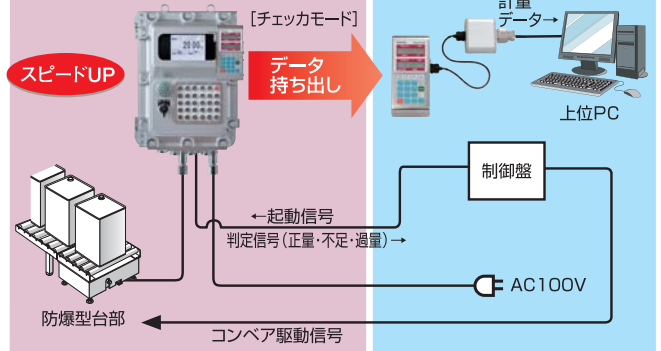 [チェッカモード]
計量
データ→
スピードUP
データ
持ち出し
上位PC
制御盤
←起動信号
判定信号(正量・不足・過量)→
AC100V
防爆型台部
コンベア駆動信号